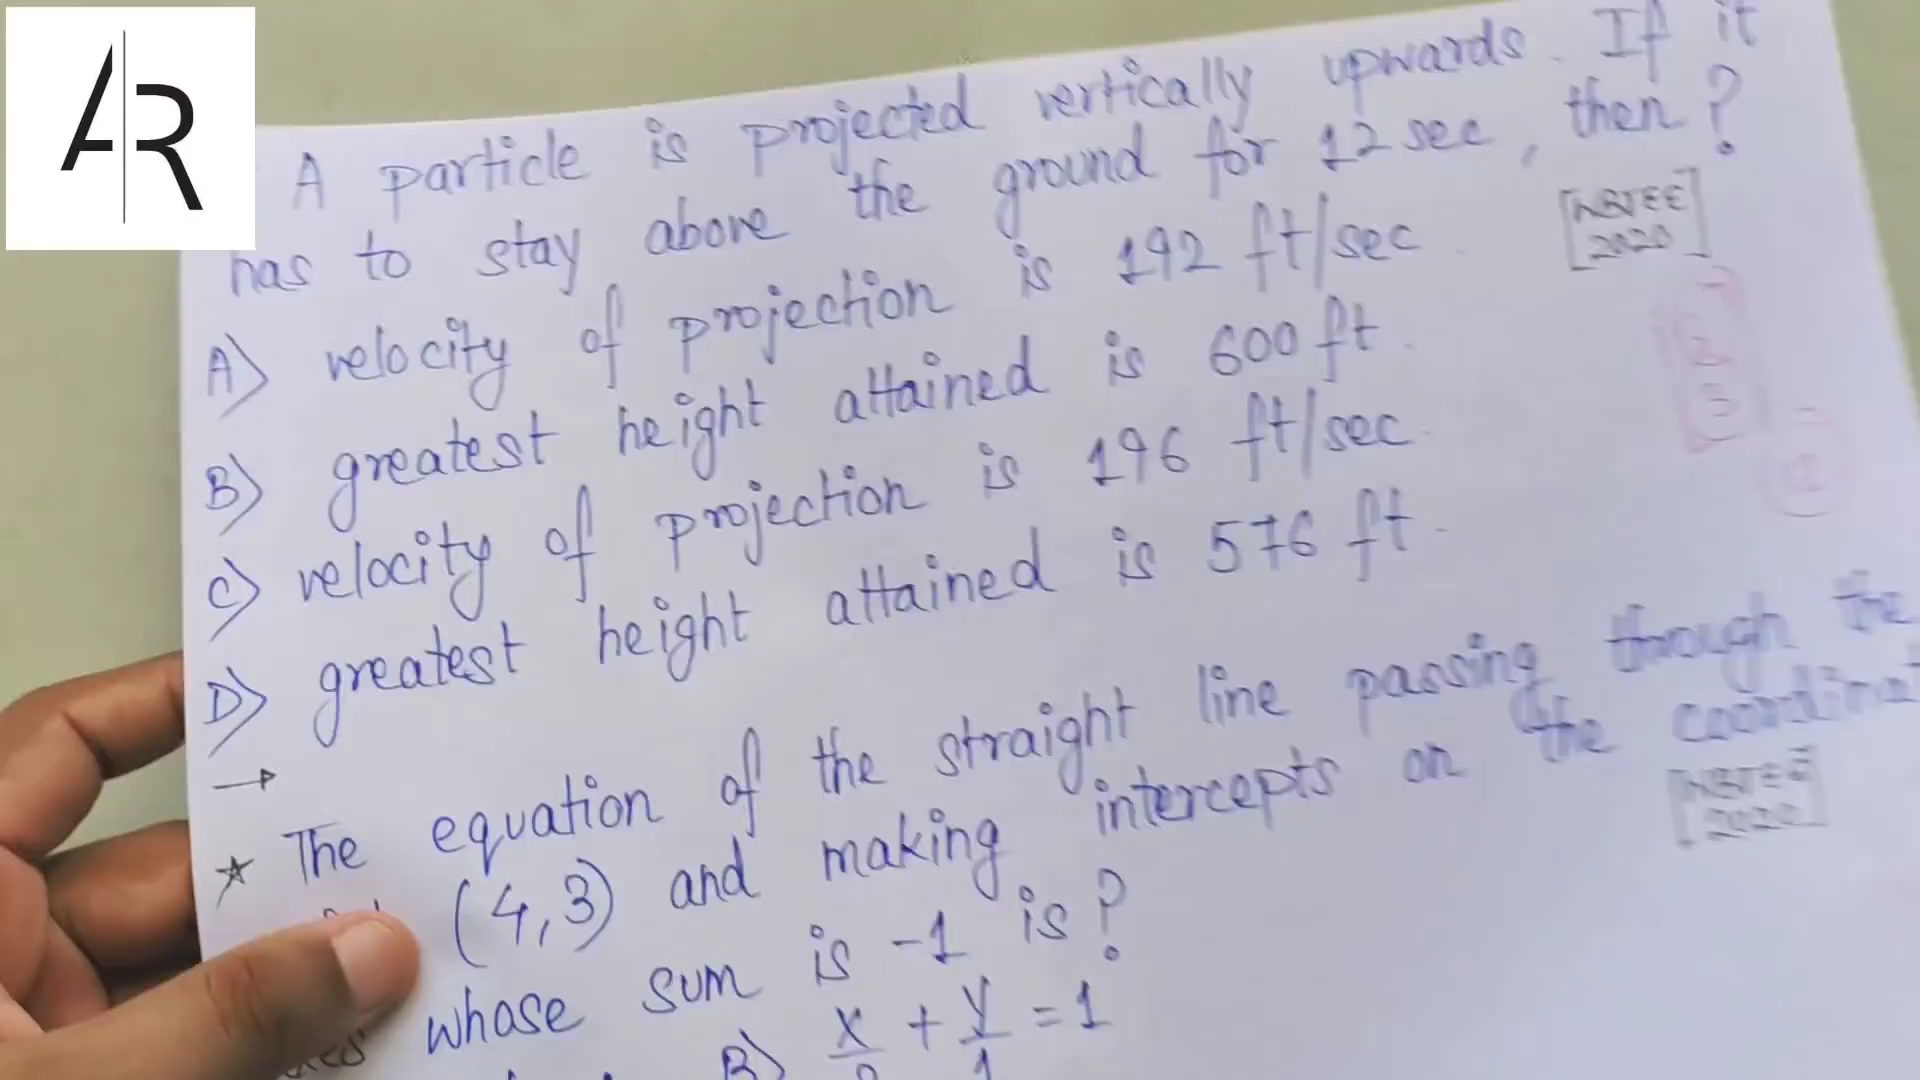 AR
A particle is projected vertically upwards. If it
has to stay above the ground for 12 sec, then?
[WBJEE 2020]
A) velocity of projection is 192 ft/sec.
B) greatest height attained is 600 ft.
C) velocity of projection is 196 ft/sec.
D) greatest height attained is 576 ft.
→
* The equation of the straight line passing through the
(4,3) and making intercepts on the
[WBJEE 2020]
whose sum is -1 is?
B) x + y = 1